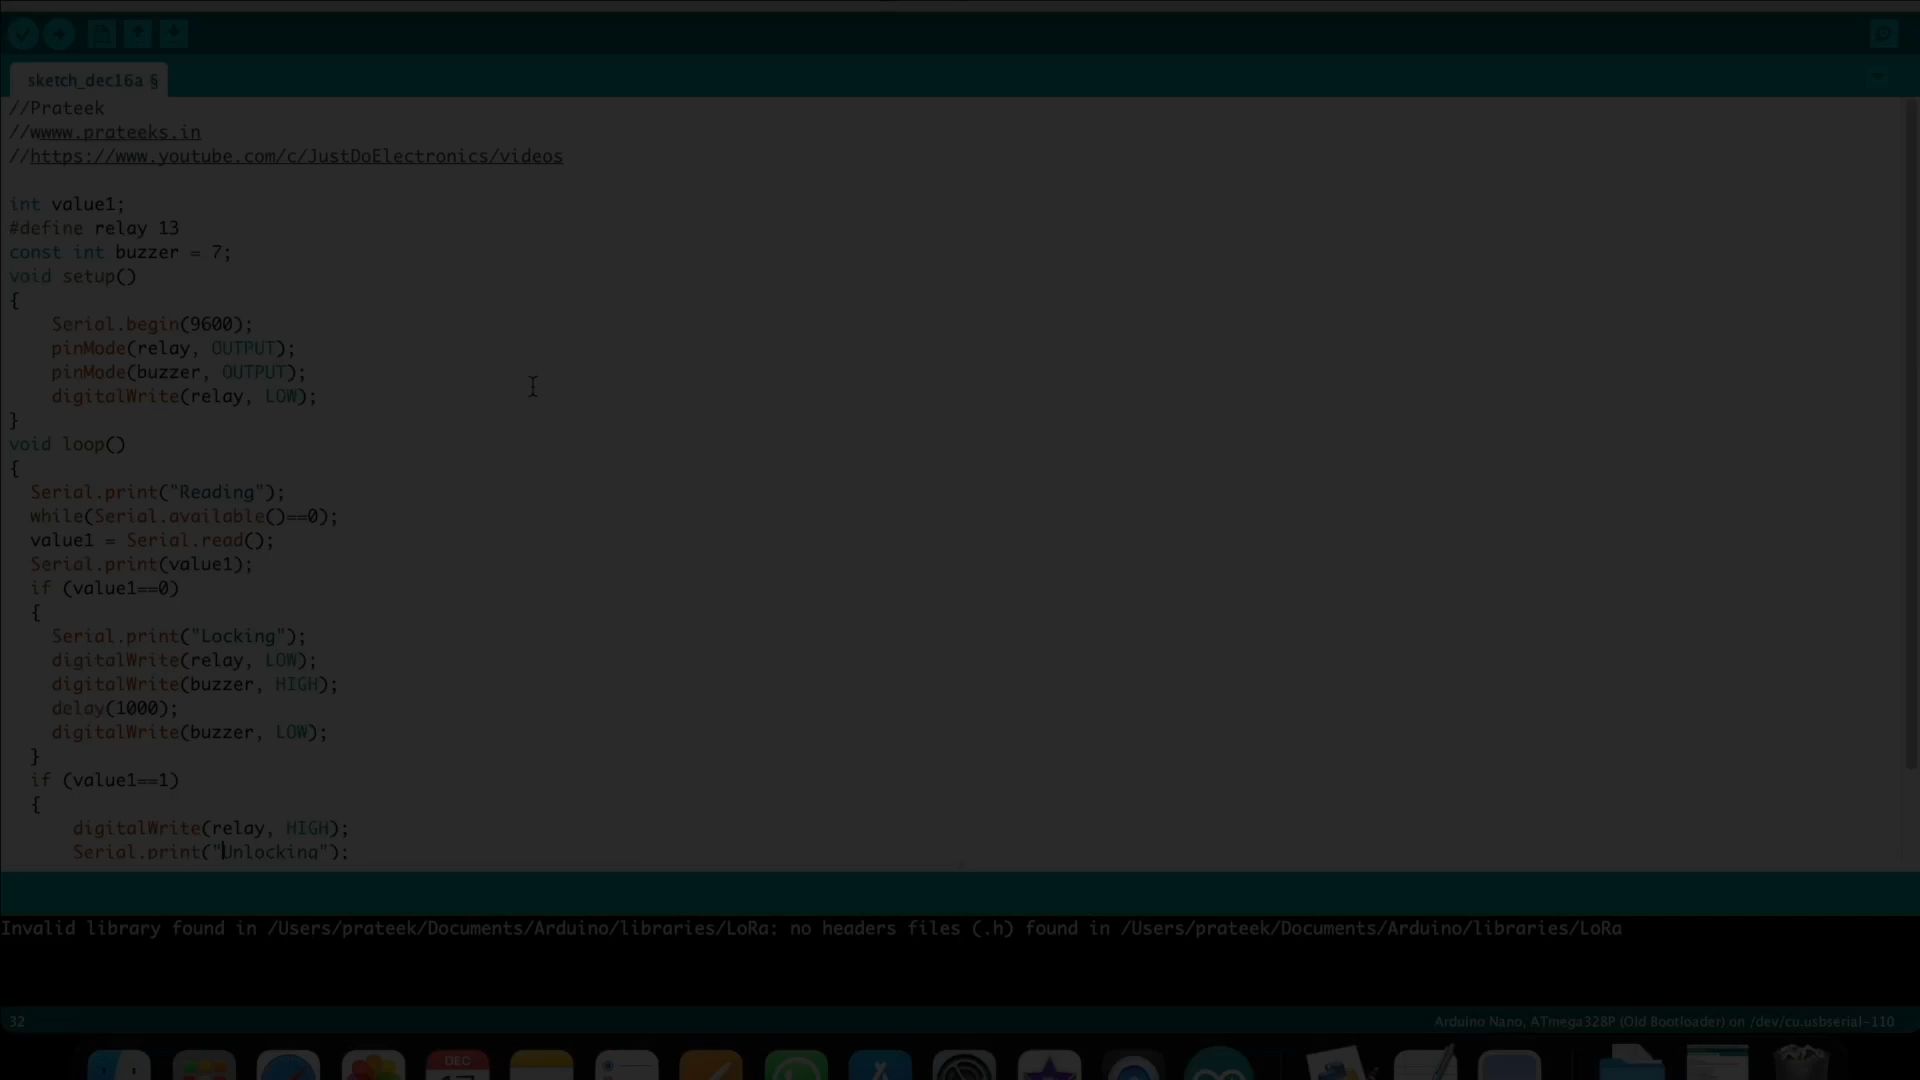 sketch_dec16a §
//Prateek
//wwww.prateeks.in
//https://www.youtube.com/c/JustDoElectronics/videos
int value1;
#define relay 13
const int buzzer = 7;
void setup()
{
Serial.begin(9600);
pinMode(relay, OUTPUT);
pinMode(buzzer, OUTPUT);
digitalWrite(relay, LOW);
}
void loop()
{
Serial.print("Reading");
while(Serial.available()==0);
value1 = Serial.read();
Serial.print(value1);
if (value1==0)
{
Serial.print("Locking");
digitalWrite(relay, LOW);
digitalWrite(buzzer, HIGH);
delay(1000);
digitalWrite(buzzer, LOW);
}
if (value1==1)
{
digitalWrite(relay, HIGH);
Serial.print("Unlocking");
Invalid library found in /Users/prateek/Documents/Arduino/libraries/LoRa: no headers files (.h) found in /Users/prateek/Documents/Arduino/libraries/LoRa
32
Arduino Nano, ATmega328P (Old Bootloader) on /dev/cu.usbserial-110
DEC